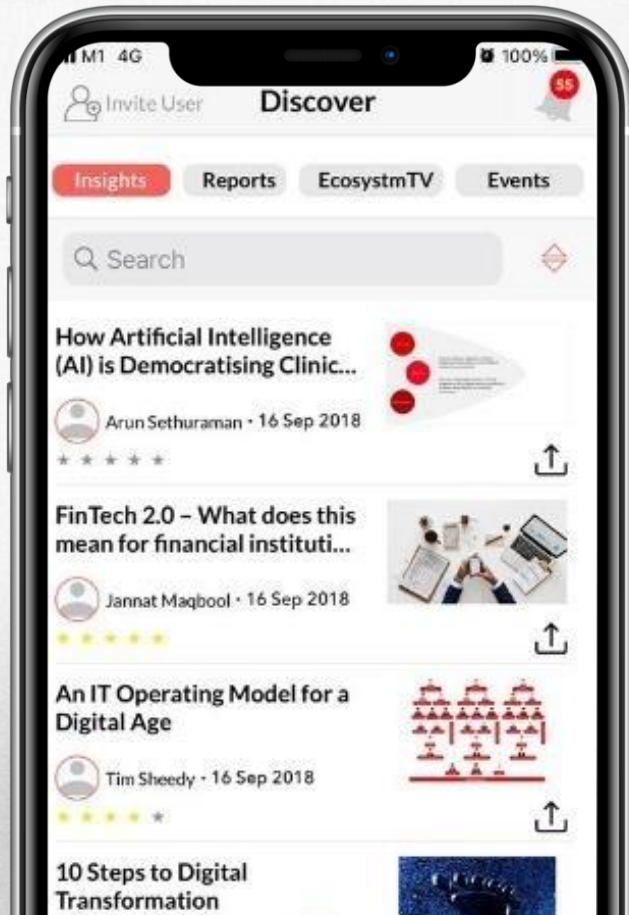 M1 4G
100%
Invite User
Discover
55
Insights
Reports
EcosystmTV
Events
Search
How Artificial Intelligence
(AI) is Democratising Clinic...
Arun Sethuraman • 16 Sep 2018
FinTech 2.0 – What does this
mean for financial instituti...
Jannat Maqbool • 16 Sep 2018
An IT Operating Model for a
Digital Age
Tim Sheedy • 16 Sep 2018
10 Steps to Digital
Transformation